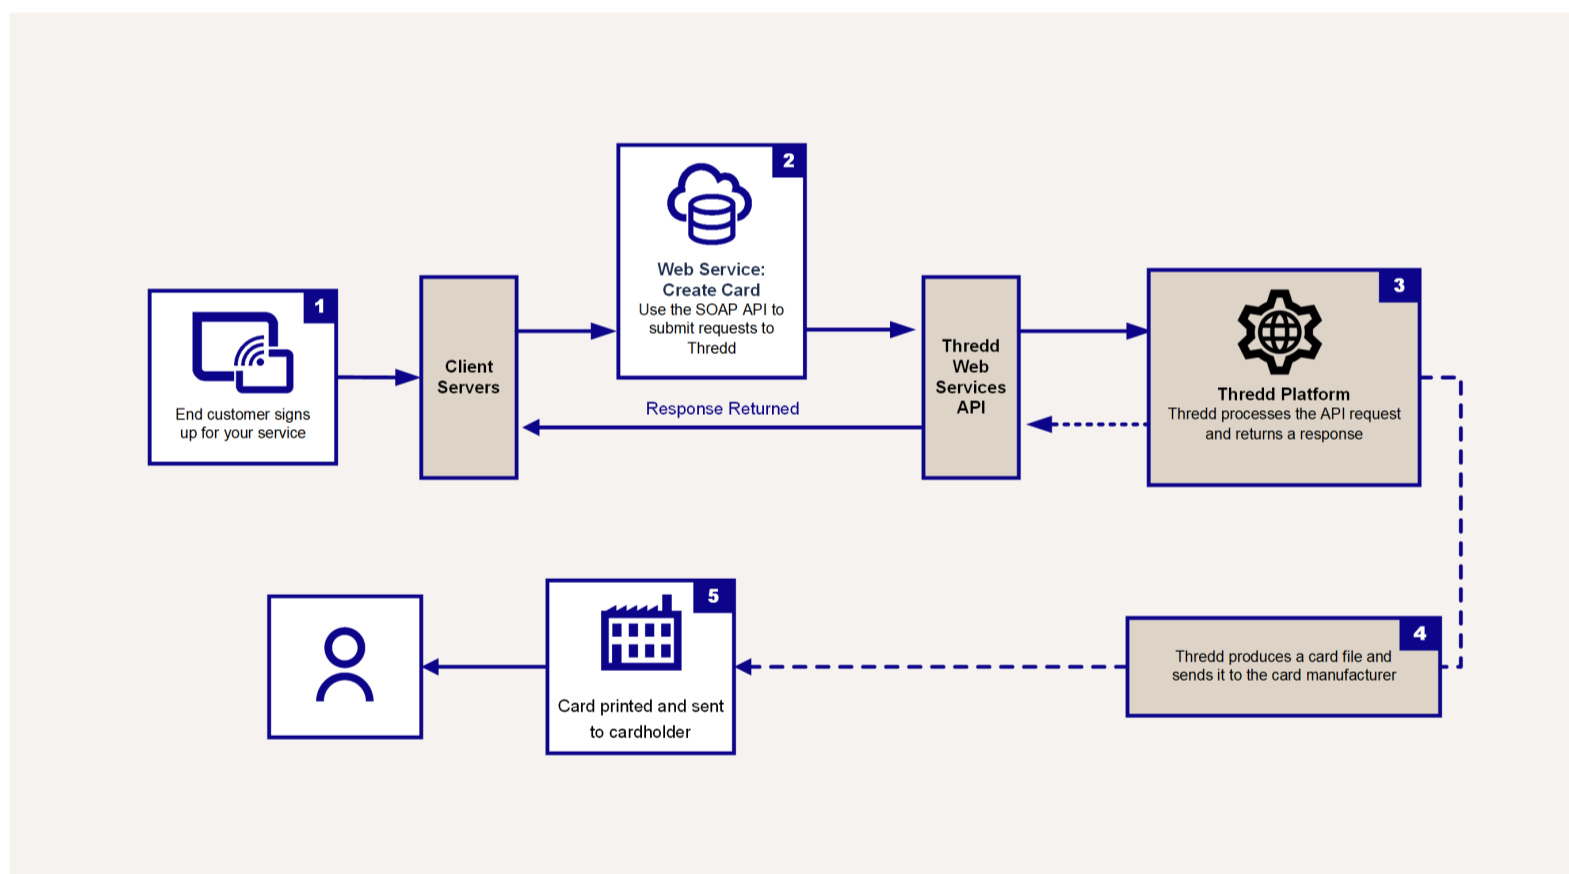 1
End customer signs
up for your service
Client
Servers
2
Web Service:
Create Card
Use the SOAP API to
submit requests to
Thredd
Response Returned
Thredd
Web
Services
API
3
Thredd Platform
Thredd processes the API request
and returns a response
4
Thredd produces a card file and
sends it to the card manufacturer
5
Card printed and sent
to cardholder